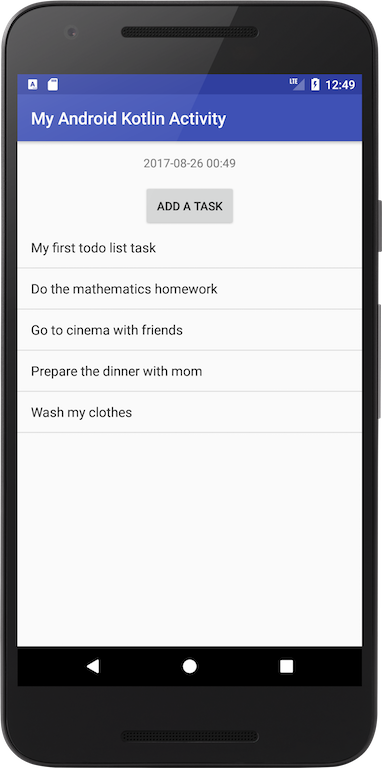 LTE 12:49
My Android Kotlin Activity
2017-08-26 00:49
ADD A TASK
My first todo list task
Do the mathematics homework
Go to cinema with friends
Prepare the dinner with mom
Wash my clothes